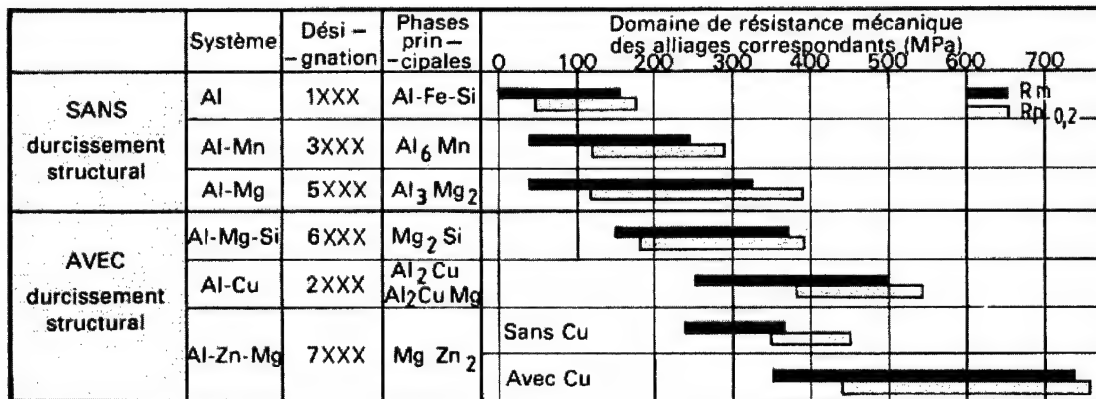 Système
Dési –
– gnation
Phases
prin –
– cipales
Domaine de résistance mécanique
des alliages correspondants (MPa)
0 100 200 300 400 500 600 700
SANS
durcissement
structural
Al 1XXX Al-Fe-Si
Rm
Rp 0,2
Al-Mn 3XXX Al6 Mn
Al-Mg 5XXX Al3 Mg2
AVEC
durcissement
structural
Al-Mg-Si 6XXX Mg2 Si
Al-Cu 2XXX Al2 Cu
Al2Cu Mg
Al-Zn-Mg 7XXX Mg Zn2
Sans Cu
Avec Cu